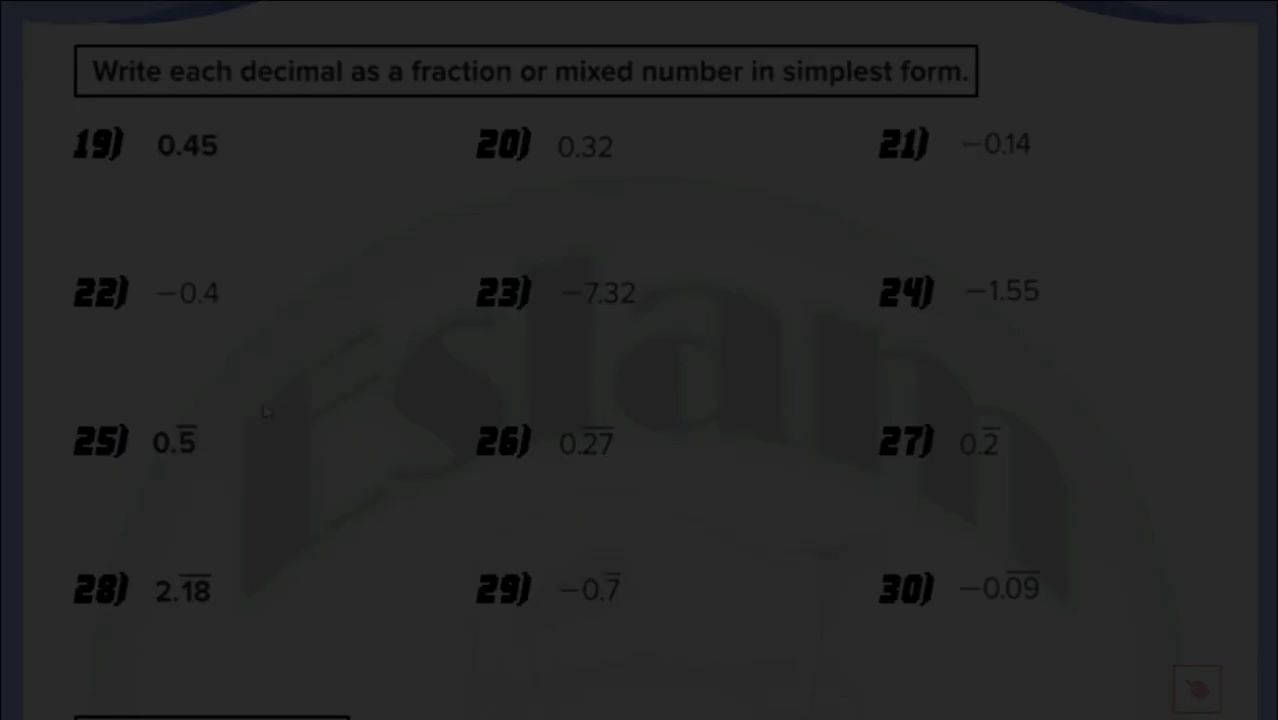 Write each decimal as a fraction or mixed number in simplest form.
19) 0.45 20) 0.32 21) −0.14
22) −0.4 23) −7.32 24) −1.55
25) 0.5̅ 26) 0.2̅7̅ 27) 0.2̅
28) 2.1̅8̅ 29) −0.7̅ 30) −0.0̅9̅
Eslam